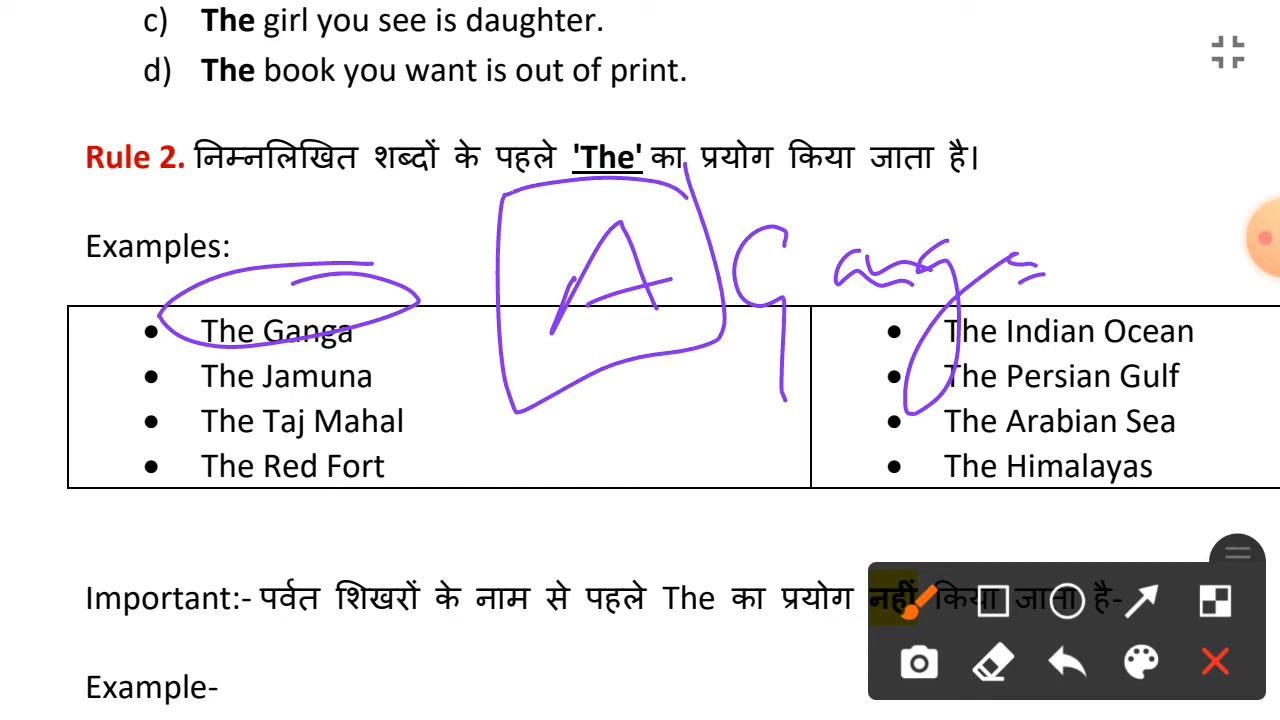 c) The girl you see is daughter.
d) The book you want is out of print.
Rule 2. निम्नलिखित शब्दों के पहले 'The' का प्रयोग किया जाता है।
Examples:
A Ganga
• The Ganga
• The Jamuna
• The Taj Mahal
• The Red Fort
• The Indian Ocean
• The Persian Gulf
• The Arabian Sea
• The Himalayas
Important:- पर्वत शिखरों के नाम से पहले The का प्रयोग नहीं किया जाता है-
Example-